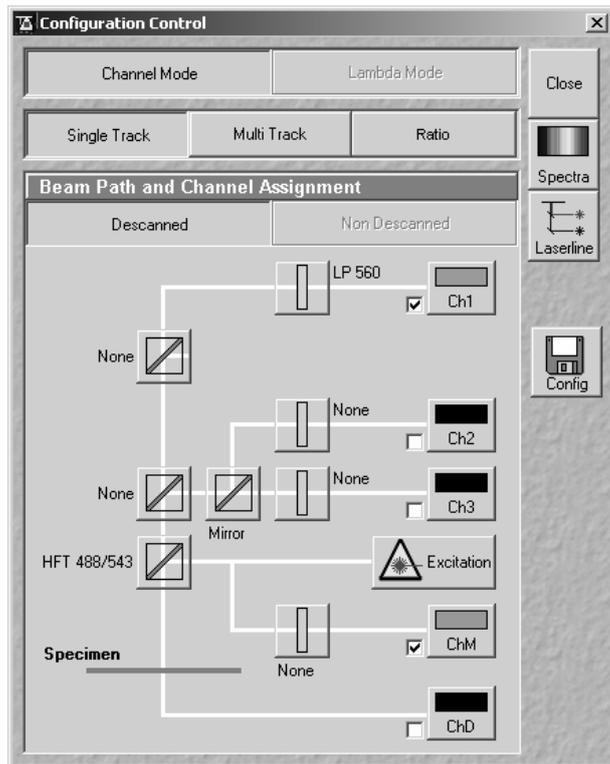 Configuration Control
Channel Mode
Lambda Mode
Close
Single Track
Multi Track
Ratio
Spectra
Beam Path and Channel Assignment
Descanned
Non Descanned
Laserline
LP 560
Ch1
None
Config
None
Ch2
None
None
Ch3
Mirror
HFT 488/543
Excitation
ChM
Specimen
None
ChD